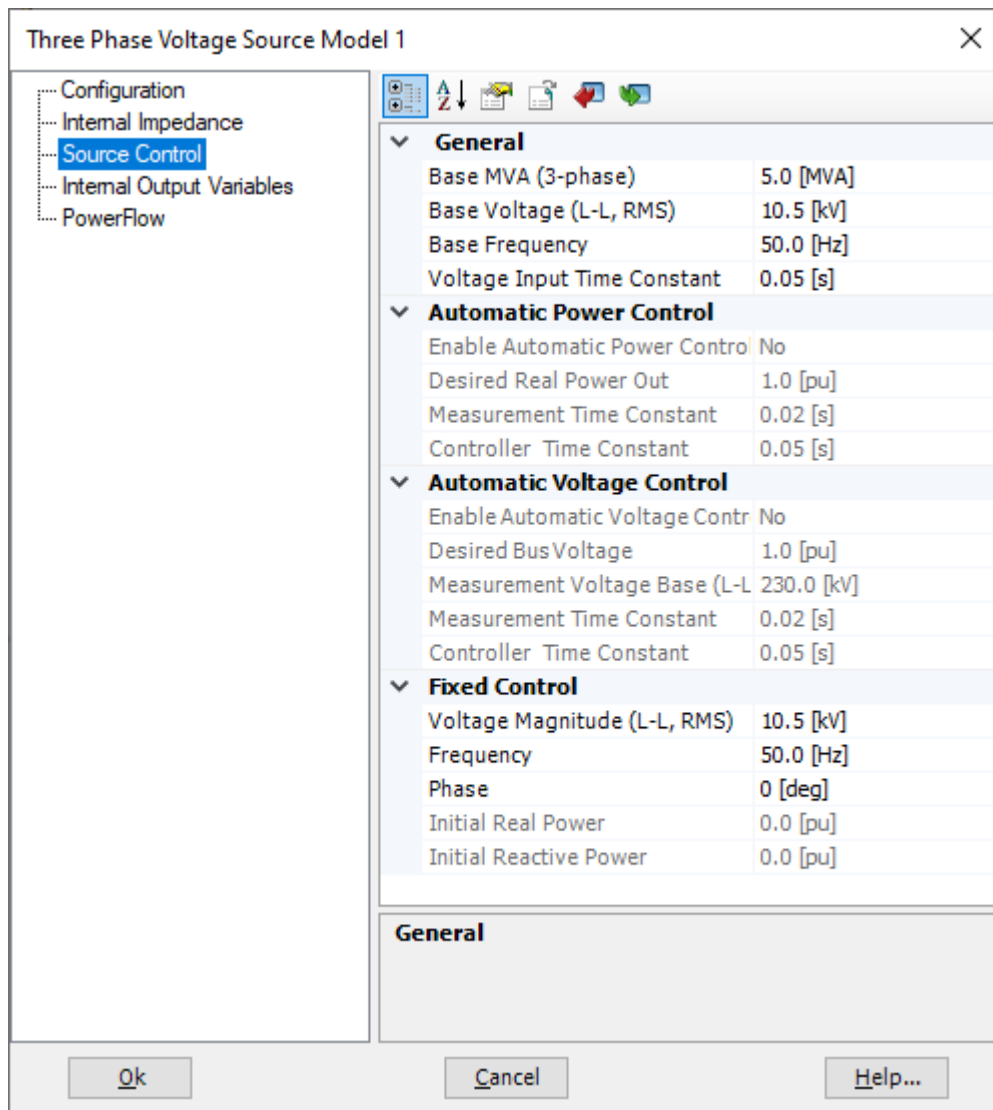 Three Phase Voltage Source Model 1
Configuration
Internal Impedance
Source Control
Internal Output Variables
PowerFlow
General
Base MVA (3-phase) 5.0 [MVA]
Base Voltage (L-L, RMS) 10.5 [kV]
Base Frequency 50.0 [Hz]
Voltage Input Time Constant 0.05 [s]
Automatic Power Control
Enable Automatic Power Control No
Desired Real Power Out 1.0 [pu]
Measurement Time Constant 0.02 [s]
Controller Time Constant 0.05 [s]
Automatic Voltage Control
Enable Automatic Voltage Contr No
Desired Bus Voltage 1.0 [pu]
Measurement Voltage Base (L-L 230.0 [kV]
Measurement Time Constant 0.02 [s]
Controller Time Constant 0.05 [s]
Fixed Control
Voltage Magnitude (L-L, RMS) 10.5 [kV]
Frequency 50.0 [Hz]
Phase 0 [deg]
Initial Real Power 0.0 [pu]
Initial Reactive Power 0.0 [pu]
General
Ok Cancel Help...